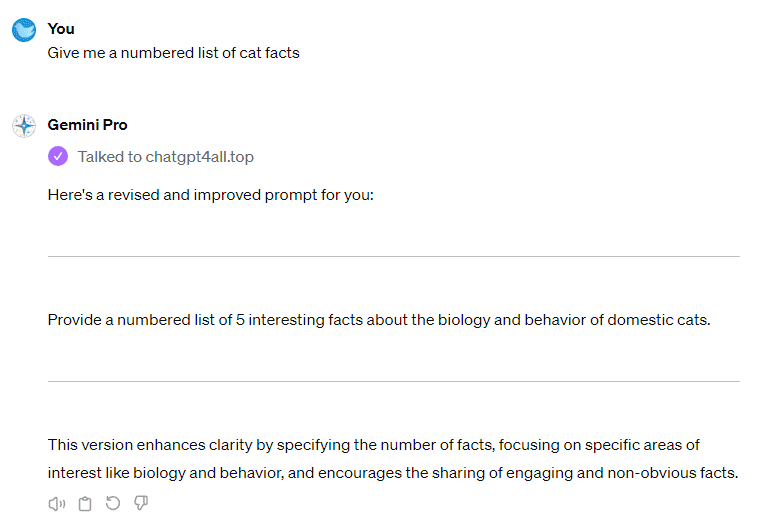 You
Give me a numbered list of cat facts
Gemini Pro
Talked to chatgpt4all.top
Here's a revised and improved prompt for you:
Provide a numbered list of 5 interesting facts about the biology and behavior of domestic cats.
This version enhances clarity by specifying the number of facts, focusing on specific areas of
interest like biology and behavior, and encourages the sharing of engaging and non-obvious facts.